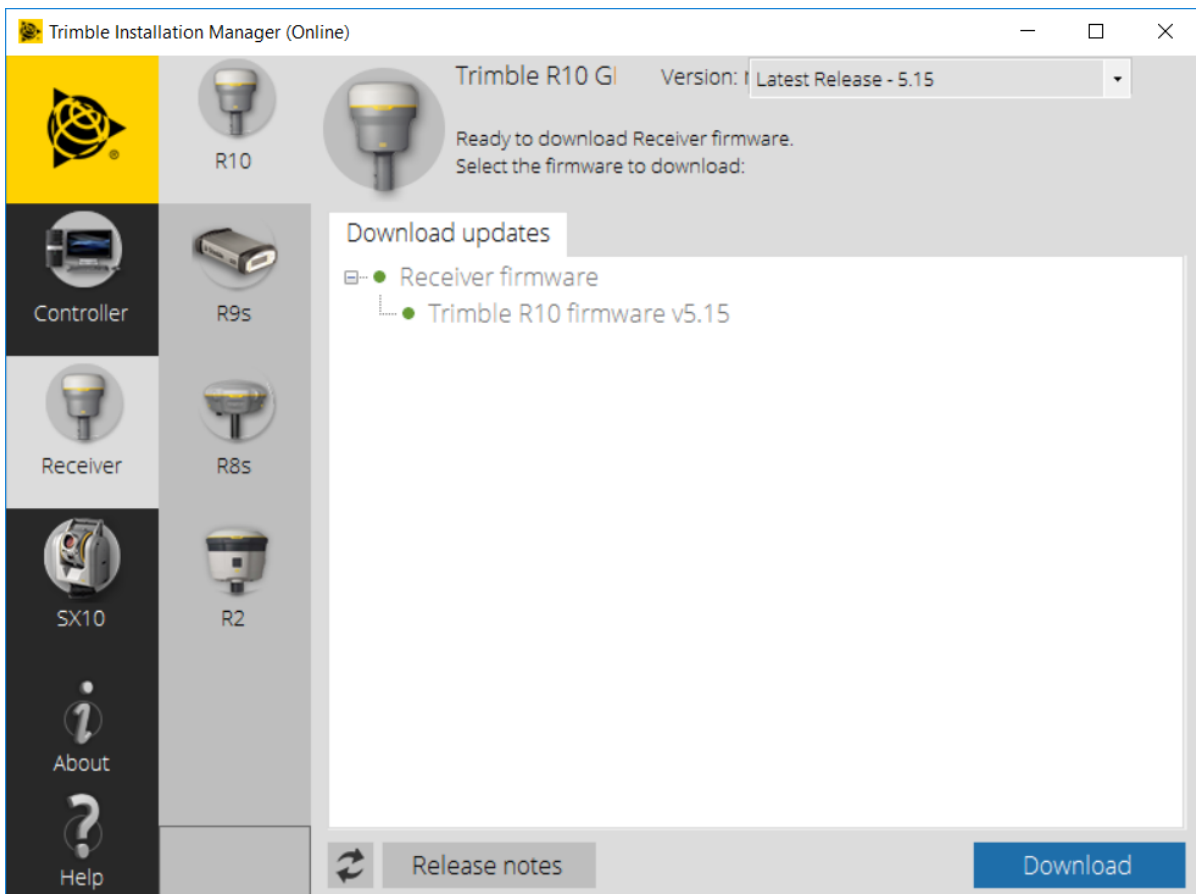 Trimble Installation Manager (Online)
Trimble R10 G
Version:
Latest Release - 5.15
Ready to download Receiver firmware.
Select the firmware to download:
R10
Controller
R9s
Receiver
R8s
SX10
R2
About
Help
Download updates
Receiver firmware
Trimble R10 firmware v5.15
Release notes
Download